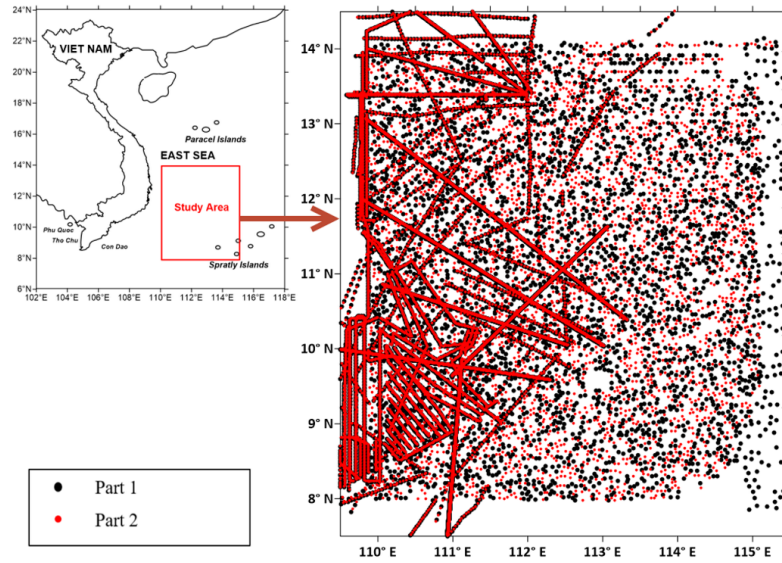 24°N
22°N
20°N
18°N
16°N
14°N
12°N
10°N
8°N
6°N
102°E 104°E 106°E 108°E 110°E 112°E 114°E 116°E 118°E
VIET NAM
Paracel Islands
EAST SEA
Study Area
Phu Quoc
Tho Chu
Con Dao
Spratly Islands
14° N
13° N
12° N
11° N
10° N
9° N
8° N
110° E 111° E 112° E 113° E 114° E 115° E
Part 1
Part 2